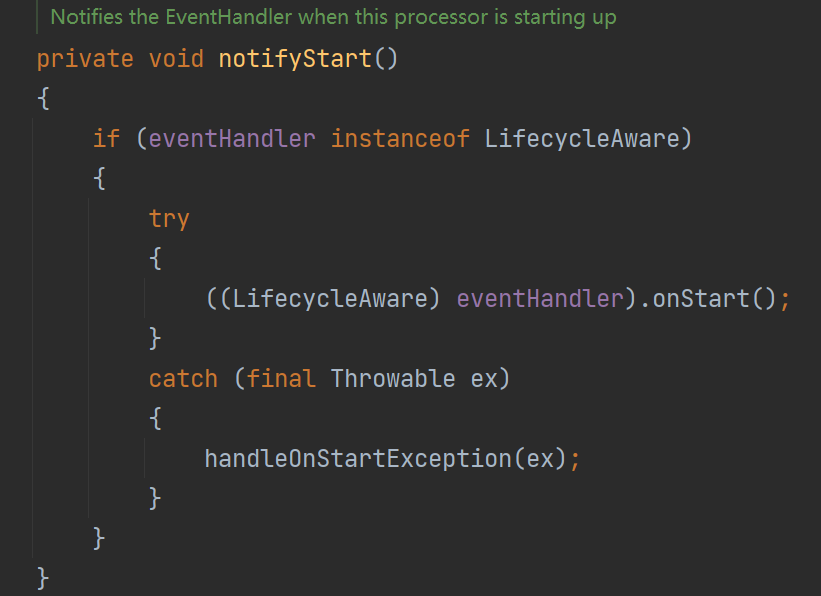 Notifies the EventHandler when this processor is starting up
private void notifyStart()
{
    if (eventHandler instanceof LifecycleAware)
    {
        try
        {
            ((LifecycleAware) eventHandler).onStart();
        }
        catch (final Throwable ex)
        {
            handleOnStartException(ex);
        }
    }
}